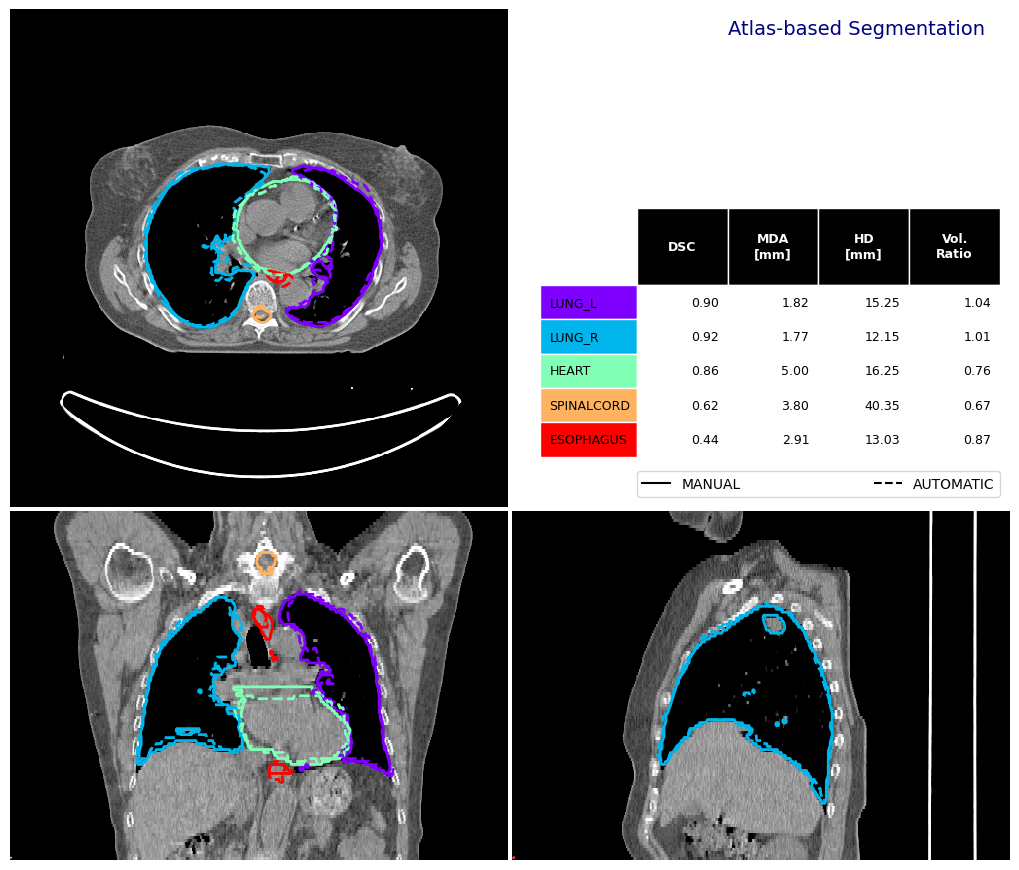 Atlas-based Segmentation
DSC MDA [mm] HD [mm] Vol. Ratio
LUNG_L 0.90 1.82 15.25 1.04
LUNG_R 0.92 1.77 12.15 1.01
HEART 0.86 5.00 16.25 0.76
SPINALCORD 0.62 3.80 40.35 0.67
ESOPHAGUS 0.44 2.91 13.03 0.87
MANUAL AUTOMATIC